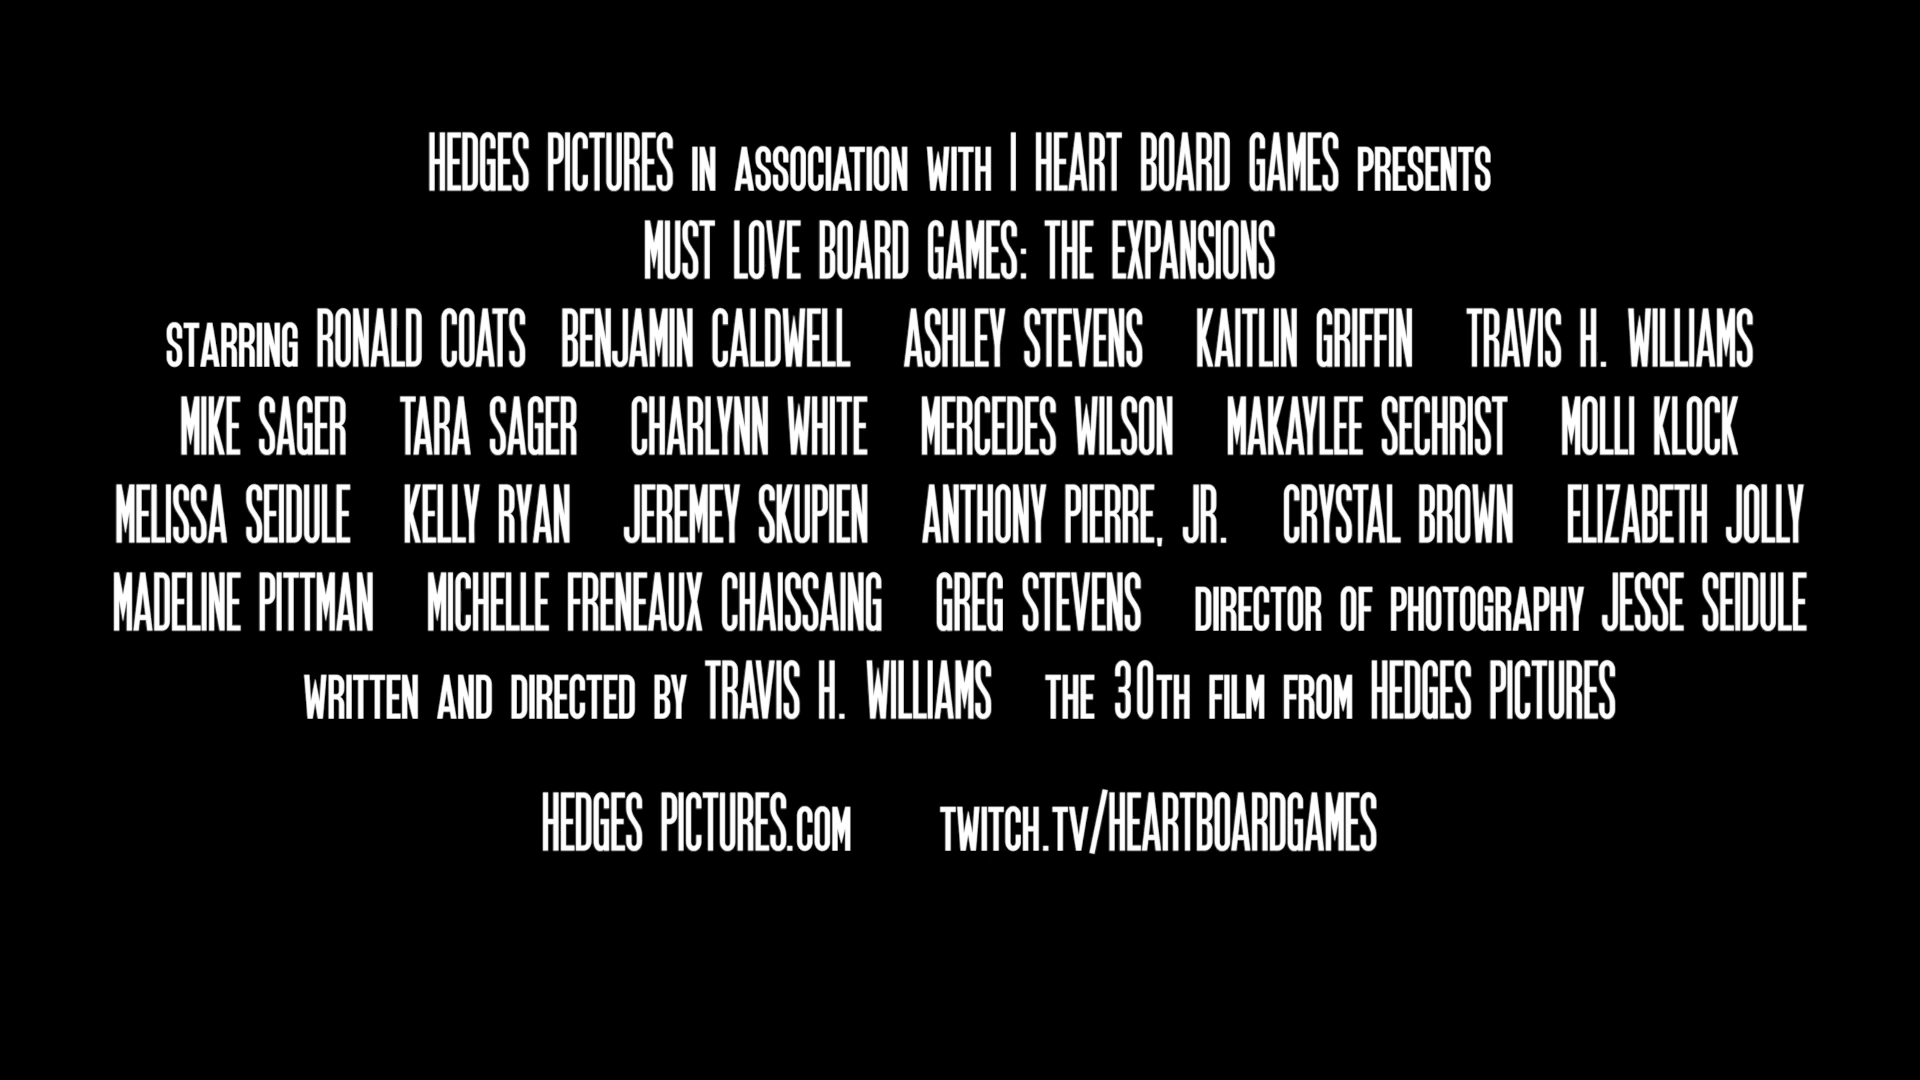 HEDGES PICTURES IN ASSOCIATION WITH I HEART BOARD GAMES PRESENTS
MUST LOVE BOARD GAMES: THE EXPANSIONS
STARRING RONALD COATS BENJAMIN CALDWELL ASHLEY STEVENS KAITLIN GRIFFIN TRAVIS H. WILLIAMS
MIKE SAGER TARA SAGER CHARLYNN WHITE MERCEDES WILSON MAKAYLEE SECHRIST MOLLI KLOCK
MELISSA SEIDULE KELLY RYAN JEREMEY SKUPIEN ANTHONY PIERRE, JR. CRYSTAL BROWN ELIZABETH JOLLY
MADELINE PITTMAN MICHELLE FRENEAUX CHAISSAING GREG STEVENS DIRECTOR OF PHOTOGRAPHY JESSE SEIDULE
WRITTEN AND DIRECTED BY TRAVIS H. WILLIAMS THE 30TH FILM FROM HEDGES PICTURES
HEDGES PICTURES.COM TWITCH.TV/HEARTBOARDGAMES